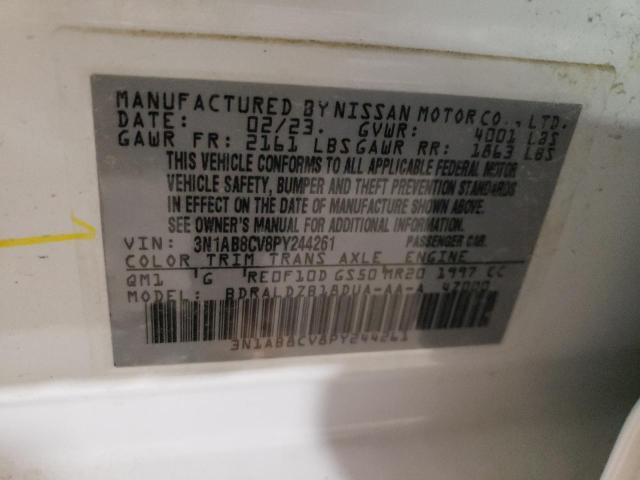 MANUFACTURED BY NISSAN MOTOR CO., LTD.
DATE: 02/23. GVWR: 4001 LBS
GAWR FR: 2161 LBS GAWR RR: 1863 LBS
THIS VEHICLE CONFORMS TO ALL APPLICABLE FEDERAL MOTOR
VEHICLE SAFETY, BUMPER AND THEFT PREVENTION STANDARDS
IN EFFECT ON THE DATE OF MANUFACTURE SHOWN ABOVE.
SEE OWNER'S MANUAL FOR ADDITIONAL INFORMATION.
VIN: 3N1AB8CV8PY244261 PASSENGER CAR.
COLOR TRIM TRANS AXLE ENGINE
QM1 G RE0F10D GS50 MR20 1997 CC
MODEL: BDRALDZB18DUA-AA-A 47000
3N1AB8CV8PY244261